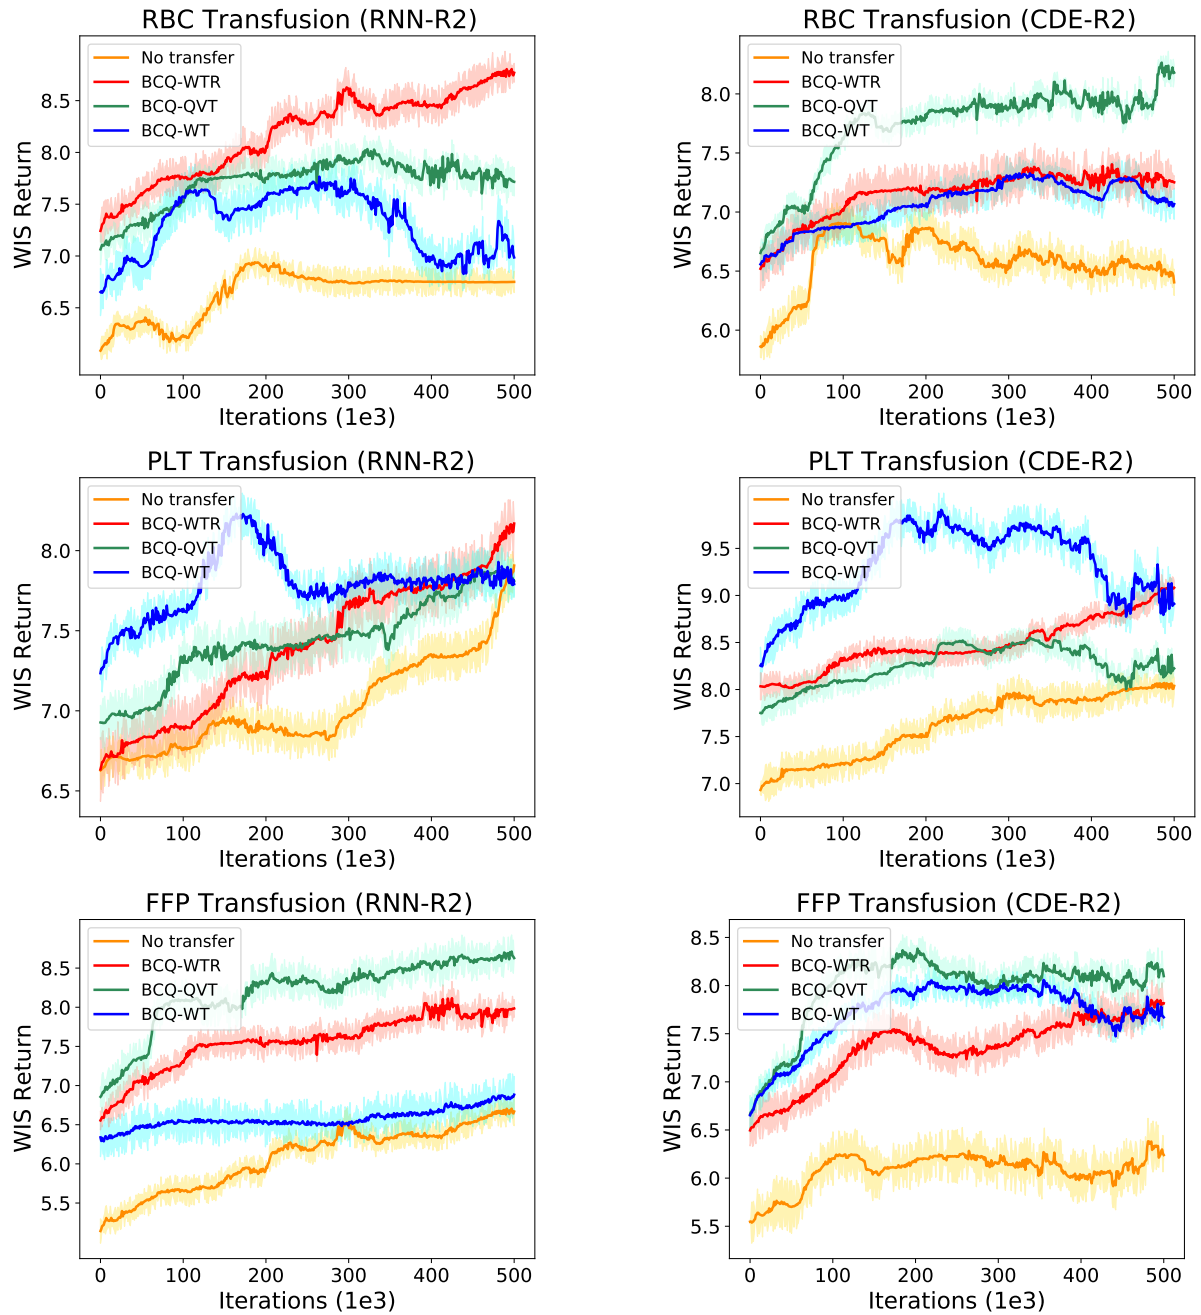 RBC Transfusion (RNN-R2)
No transfer
BCQ-WTR
BCQ-QVT
BCQ-WT
WIS Return
8.5
8.0
7.5
7.0
6.5
0 100 200 300 400 500
Iterations (1e3)
RBC Transfusion (CDE-R2)
No transfer
BCQ-WTR
BCQ-QVT
BCQ-WT
WIS Return
8.0
7.5
7.0
6.5
6.0
0 100 200 300 400 500
Iterations (1e3)
PLT Transfusion (RNN-R2)
No transfer
BCQ-WTR
BCQ-QVT
BCQ-WT
WIS Return
8.0
7.5
7.0
6.5
0 100 200 300 400 500
Iterations (1e3)
PLT Transfusion (CDE-R2)
No transfer
BCQ-WTR
BCQ-QVT
BCQ-WT
WIS Return
9.5
9.0
8.5
8.0
7.5
7.0
0 100 200 300 400 500
Iterations (1e3)
FFP Transfusion (RNN-R2)
No transfer
BCQ-WTR
BCQ-QVT
BCQ-WT
WIS Return
8.5
8.0
7.5
7.0
6.5
6.0
5.5
0 100 200 300 400 500
Iterations (1e3)
FFP Transfusion (CDE-R2)
No transfer
BCQ-WTR
BCQ-QVT
BCQ-WT
WIS Return
8.5
8.0
7.5
7.0
6.5
6.0
5.5
0 100 200 300 400 500
Iterations (1e3)